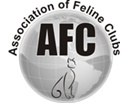 Association of Feline Clubs
AFC